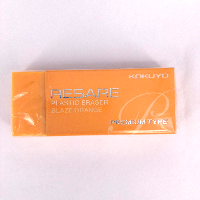 KOKUYO
RESARE
PLASTIC ERASER
BLAZE ORANGE
PREMIUM TYPE